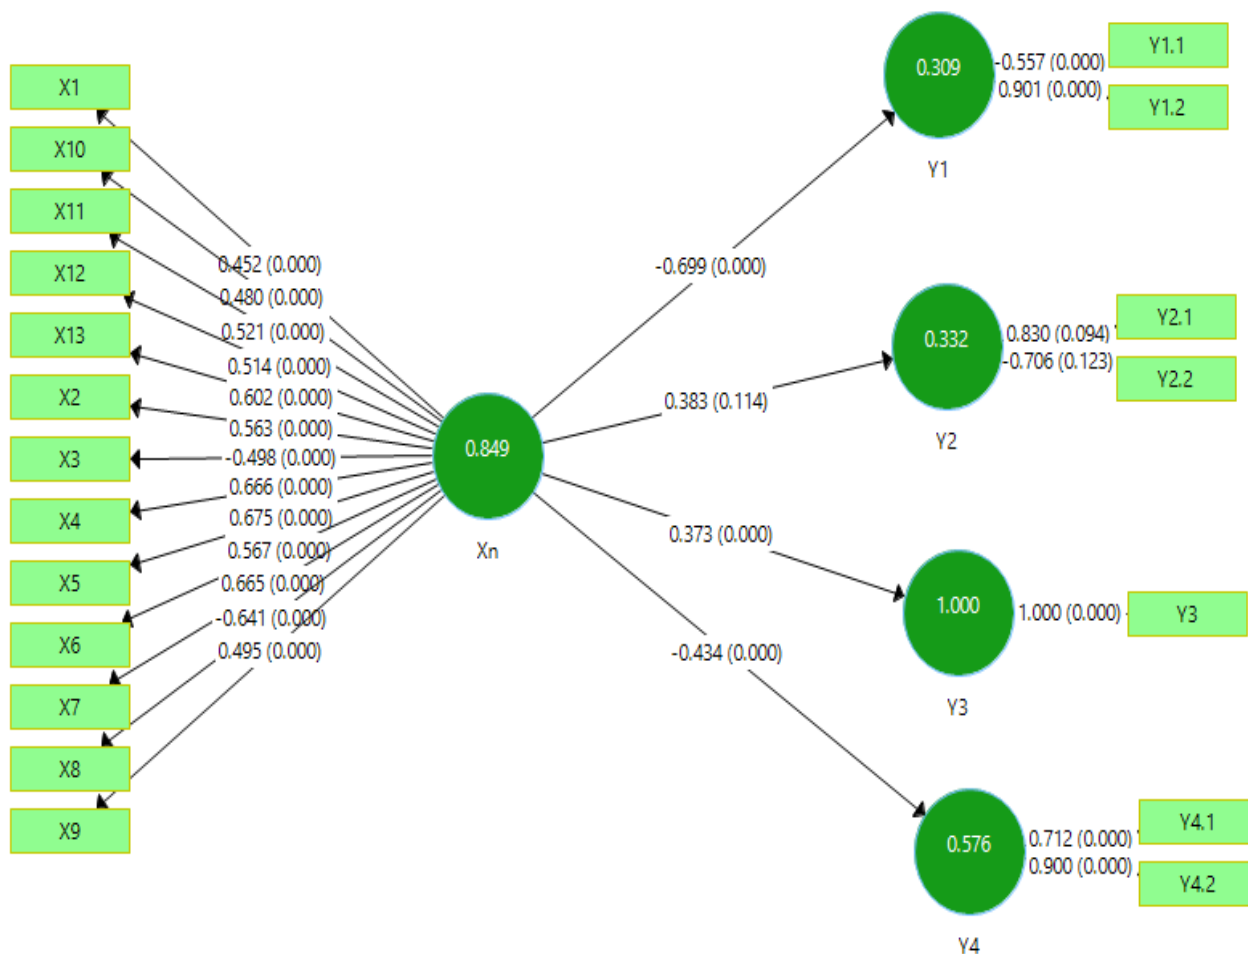 X1
X10
X11
X12
X13
X2
X3
X4
X5
X6
X7
X8
X9
0.452 (0.000)
0.480 (0.000)
0.521 (0.000)
0.514 (0.000)
0.602 (0.000)
0.563 (0.000)
-0.498 (0.000)
0.666 (0.000)
0.675 (0.000)
0.567 (0.000)
0.665 (0.000)
-0.641 (0.000)
0.495 (0.000)
0.849
Xn
-0.699 (0.000)
0.383 (0.114)
0.373 (0.000)
-0.434 (0.000)
0.309
Y1
-0.557 (0.000)
0.901 (0.000)
Y1.1
Y1.2
0.332
Y2
0.830 (0.094)
-0.706 (0.123)
Y2.1
Y2.2
1.000
Y3
1.000 (0.000)
Y3
0.576
Y4
0.712 (0.000)
0.900 (0.000)
Y4.1
Y4.2